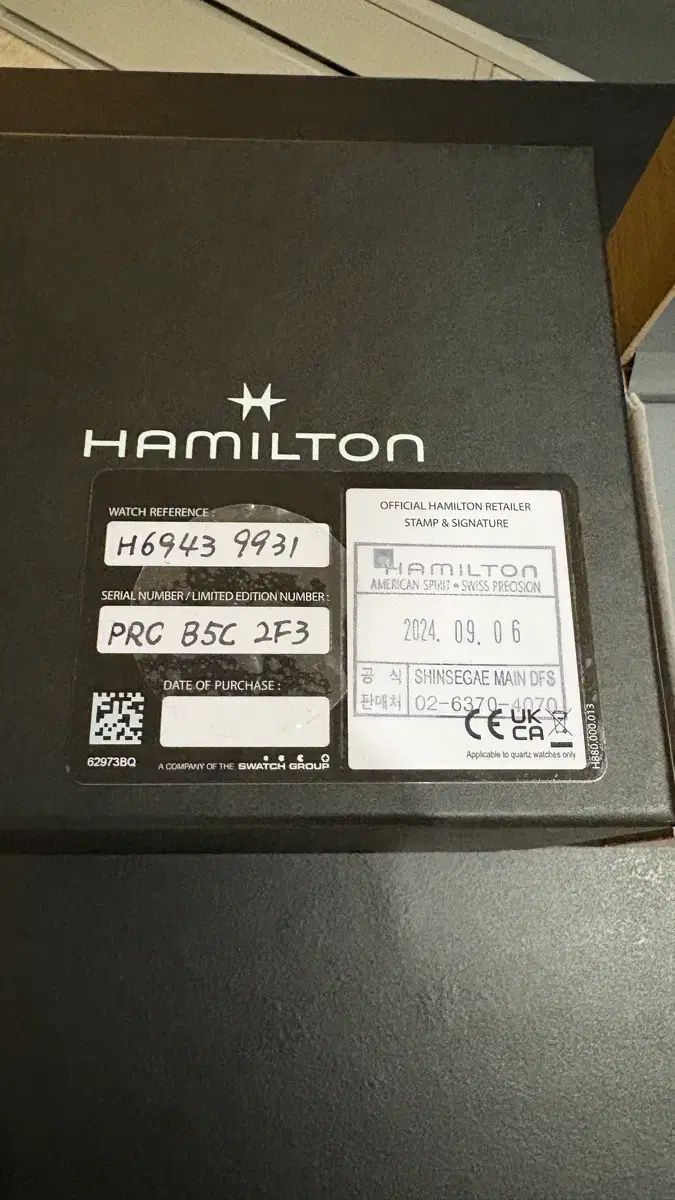 HAMILTON
WATCH REFERENCE :
H6943 9931
SERIAL NUMBER / LIMITED EDITION NUMBER :
PRC B5C 2F3
DATE OF PURCHASE :
62973BQ
A COMPANY OF THE SWATCH GROUP
OFFICIAL HAMILTON RETAILER
STAMP & SIGNATURE
HAMILTON
AMERICAN SPIRIT • SWISS PRECISION
2024. 09. 06
공 식
판매처
SHINSEGAE MAIN DFS
02-6370-4070
CE UK
CA
Applicable to quartz watches only
H880.000.013